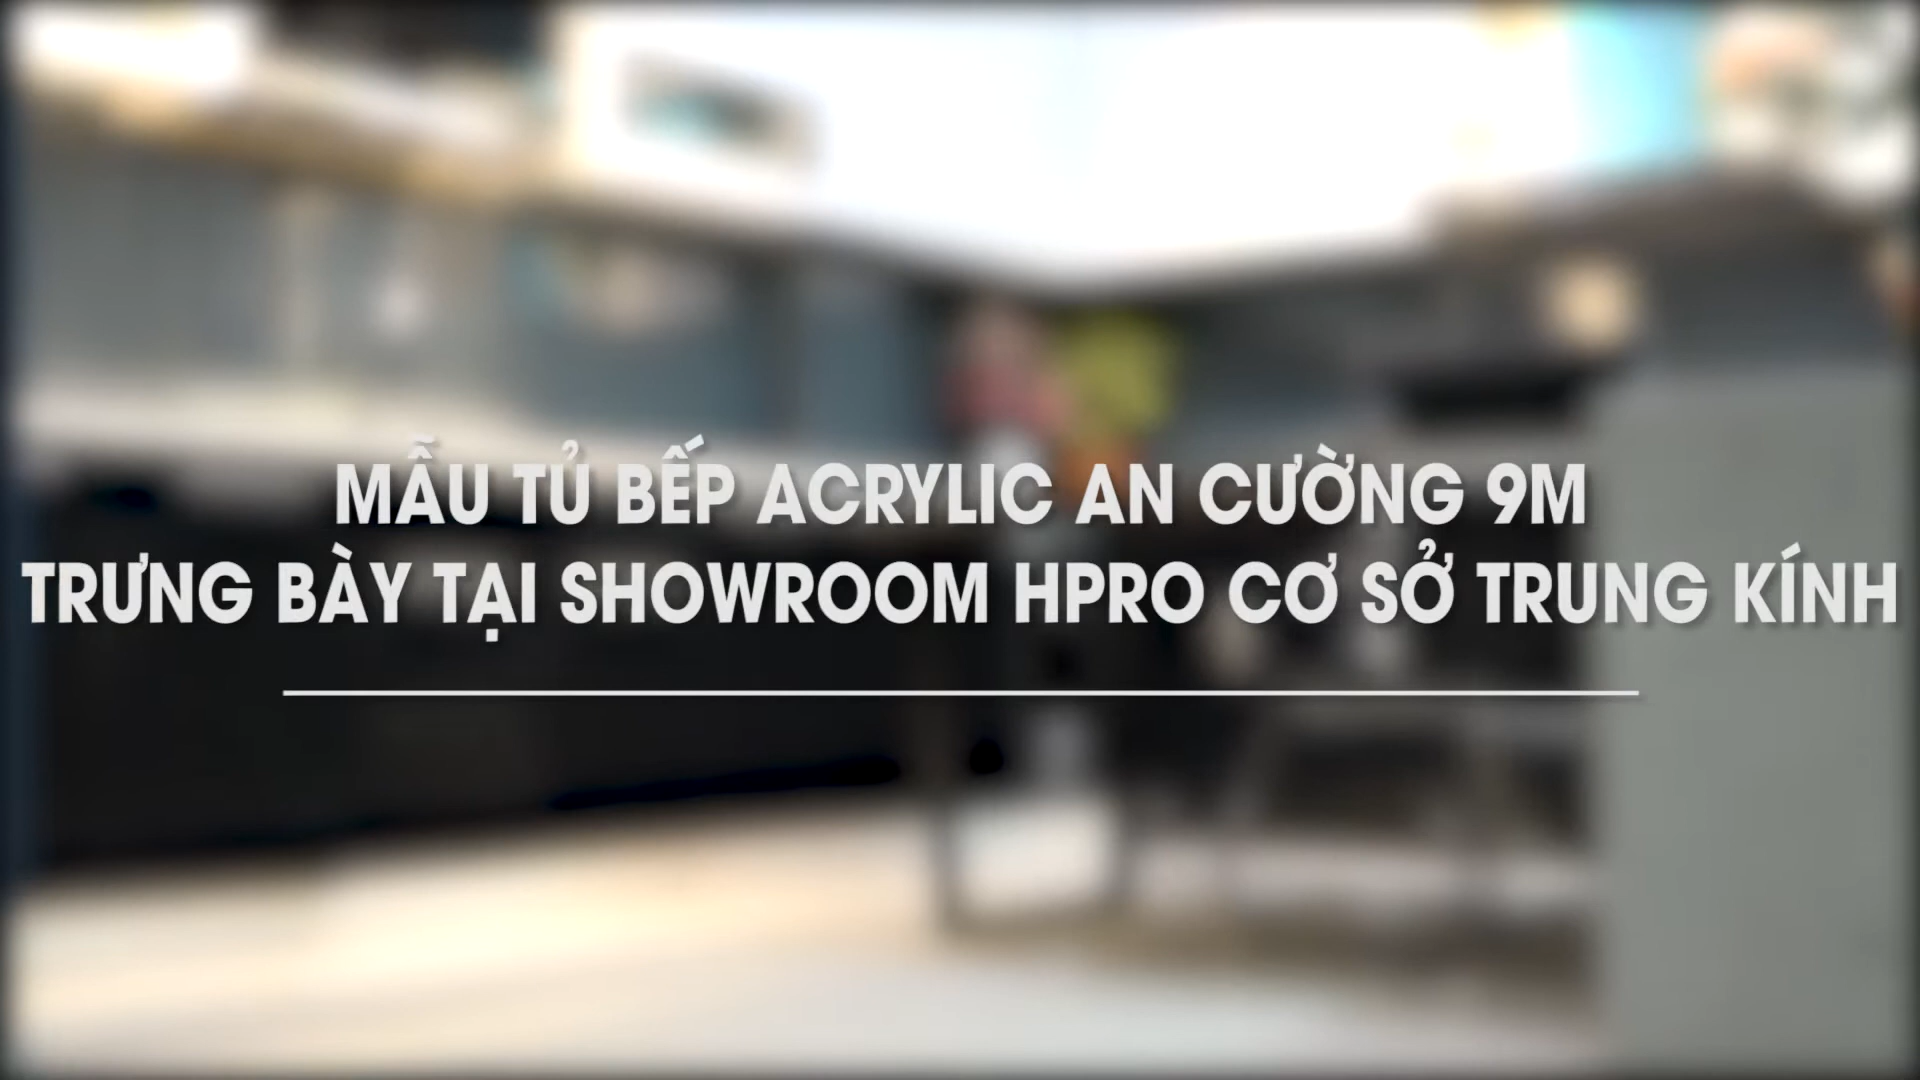 MẪU TỦ BẾP ACRYLIC AN CƯỜNG 9M
TRƯNG BÀY TẠI SHOWROOM HPRO CƠ SỞ TRUNG KÍNH